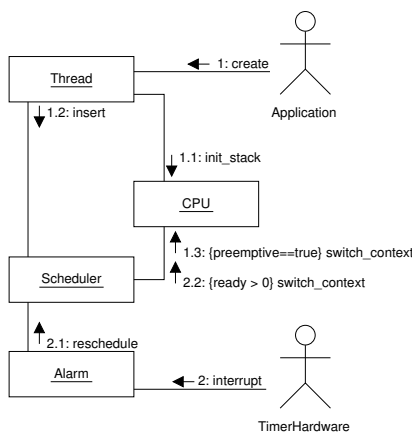 1: create
Thread
Application
1.2: insert
1.1: init_stack
CPU
1.3: {preemptive==true} switch_context
Scheduler
2.2: {ready > 0} switch_context
2.1: reschedule
Alarm
2: interrupt
TimerHardware